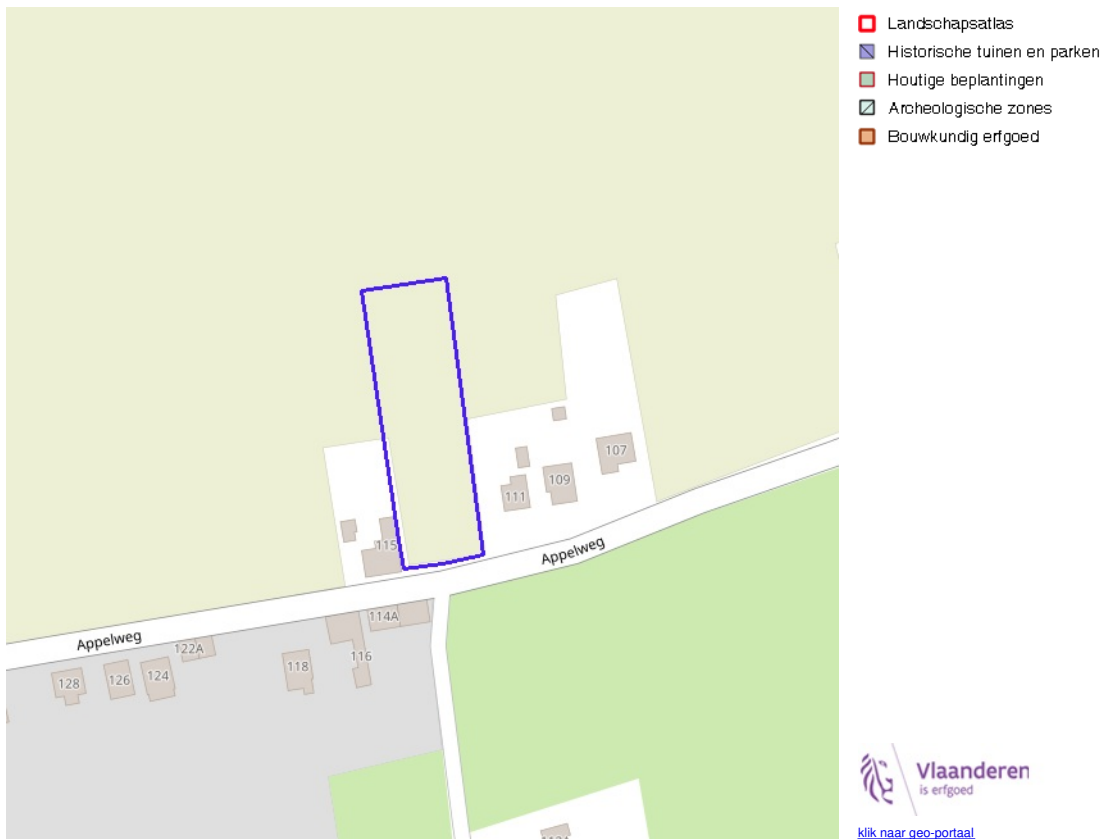 Landschapsatlas
Historische tuinen en parken
Houtige beplantingen
Archeologische zones
Bouwkundig erfgoed
107
109
111
115
Appelweg
114A
Appelweg
122A
116
118
124
126
128
Vlaanderen
is erfgoed
klik naar geo-portaal